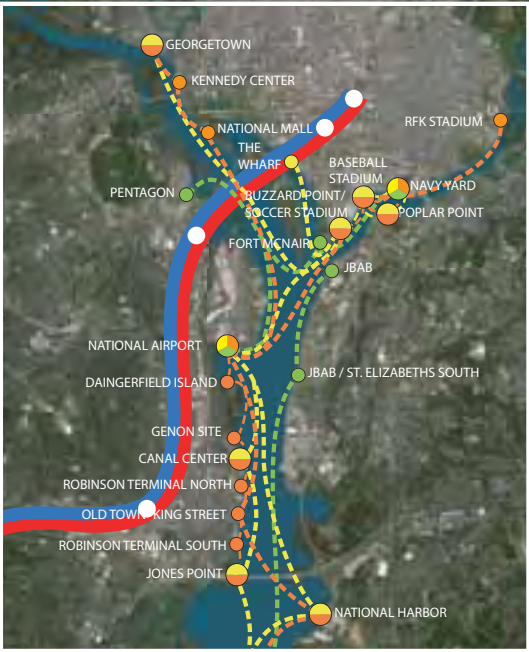 GEORGETOWN
KENNEDY CENTER
RFK STADIUM
NATIONAL MALL
THE
WHARF
BASEBALL
STADIUM
PENTAGON
NAVY YARD
BUZZARD POINT/
SOCCER STADIUM
POPLAR POINT
FORT MCNAIR
JBAB
NATIONAL AIRPORT
DAINGERFIELD ISLAND
JBAB / ST. ELIZABETHS SOUTH
GENON SITE
CANAL CENTER
ROBINSON TERMINAL NORTH
OLD TOWN KING STREET
ROBINSON TERMINAL SOUTH
JONES POINT
NATIONAL HARBOR